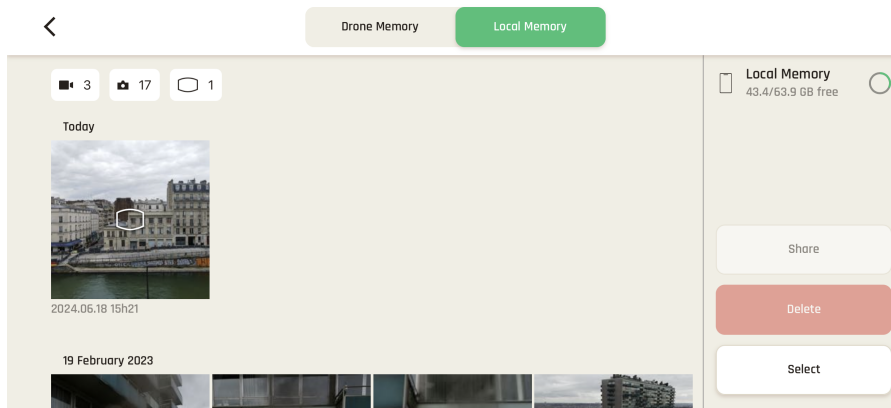 Drone Memory
Local Memory
3
17
1
Local Memory
43.4/63.9 GB free
Today
2024.06.18 15h21
Share
Delete
19 February 2023
Select